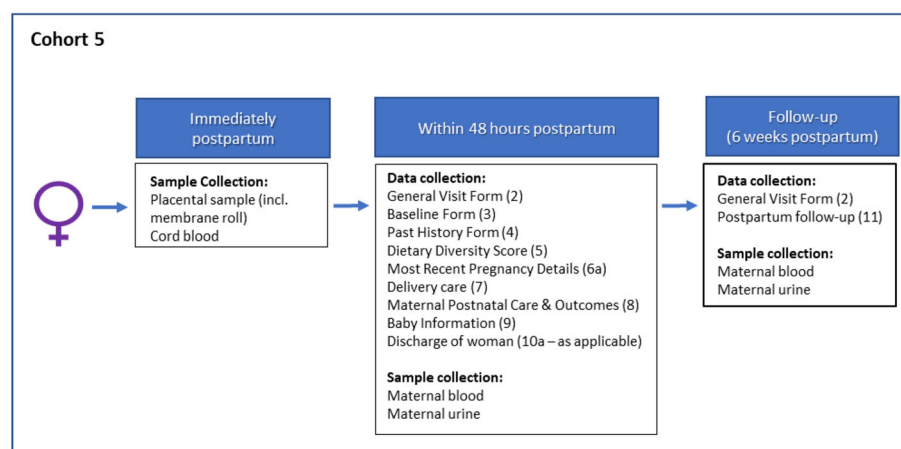 Cohort 5
Immediately
postpartum
Sample Collection:
Placental sample (incl.
membrane roll)
Cord blood
Within 48 hours postpartum
Data collection:
General Visit Form (2)
Baseline Form (3)
Past History Form (4)
Dietary Diversity Score (5)
Most Recent Pregnancy Details (6a)
Delivery care (7)
Maternal Postnatal Care & Outcomes (8)
Baby Information (9)
Discharge of woman (10a – as applicable)
Sample collection:
Maternal blood
Maternal urine
Follow-up
(6 weeks postpartum)
Data collection:
General Visit Form (2)
Postpartum follow-up (11)
Sample collection:
Maternal blood
Maternal urine